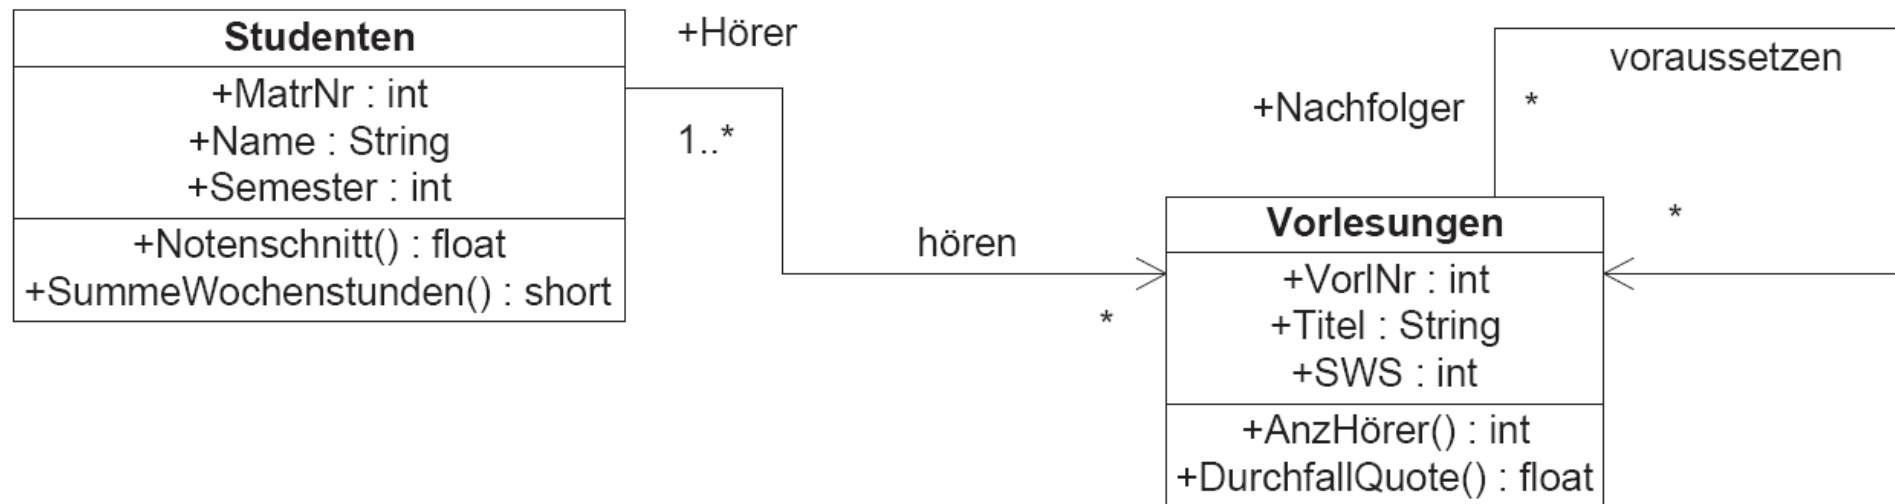 Studenten
+MatrNr : int
+Name : String
+Semester : int
+Notenschnitt() : float
+SummeWochenstunden() : short
+Hörer
1..*
hören
*
+Nachfolger
*
voraussetzen
*
Vorlesungen
+VorlNr : int
+Titel : String
+SWS : int
+AnzHörer() : int
+DurchfallQuote() : float